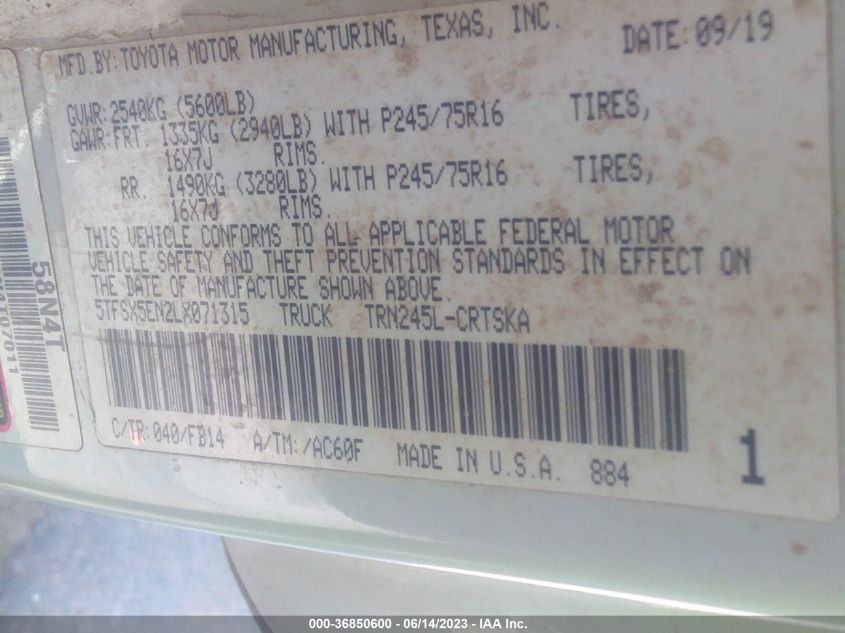 MFD.BY:TOYOTA MOTOR MANUFACTURING, TEXAS, INC. DATE:09/19
GVWR:2540KG (5600LB)
GAWR:FRT. 1335KG (2940LB) WITH P245/75R16 TIRES,
16X7J RIMS.
RR. 1490KG (3280LB) WITH P245/75R16 TIRES,
16X7J RIMS.
THIS VEHICLE CONFORMS TO ALL APPLICABLE FEDERAL MOTOR
VEHICLE SAFETY AND THEFT PREVENTION STANDARDS IN EFFECT ON
THE DATE OF MANUFACTURE SHOWN ABOVE.
5TFSX5EN2LX071315 TRUCK TRN245L-CRTSKA
C/TR:040/FB14 A/TM:/AC60F MADE IN U.S.A. 884 1
58N4T
000-36850600 - 06/14/2023 - IAA Inc.